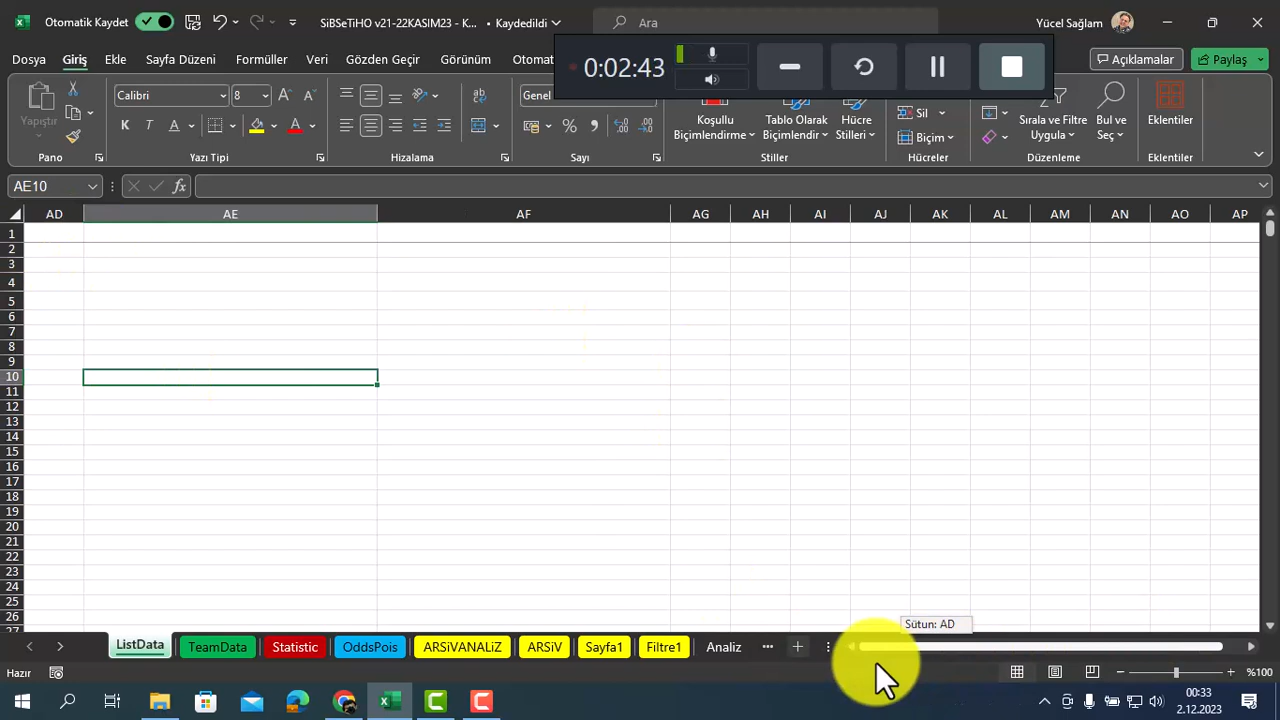 Otomatik Kaydet
SiBSeTiHO v21-22KASIM23 - K... • Kaydedildi
Ara
Yücel Sağlam
Dosya Giriş Ekle Sayfa Düzeni Formüller Veri Gözden Görünüm Otomat
0:02:43
Açıklamalar
Paylaş
Yapıştır
Calibri
8
K T A
Genel
Koşullu
Biçimlendirme
Tablo Olarak
Biçimlendir
Hücre
Stilleri
Sil
Biçim
Sırala ve Filtre
Uygula
Bul ve
Seç
Eklentiler
Pano
Yazı Tipi
Hizalama
Sayı
Stiller
Hücreler
Düzenleme
Eklentiler
AE10
fx
AD AE AF AG AH AI AJ AK AL AM AN AO AP
1
2
3
4
5
6
7
8
9
10
11
12
13
14
15
16
17
18
19
20
21
22
23
24
25
26
27
Sütun: AD
ListData TeamData Statistic OddsPois ARSiVANALiZ ARSiV Sayfa1 Filtre1 Analiz ...
Hazır
%100
00:33
2.12.2023